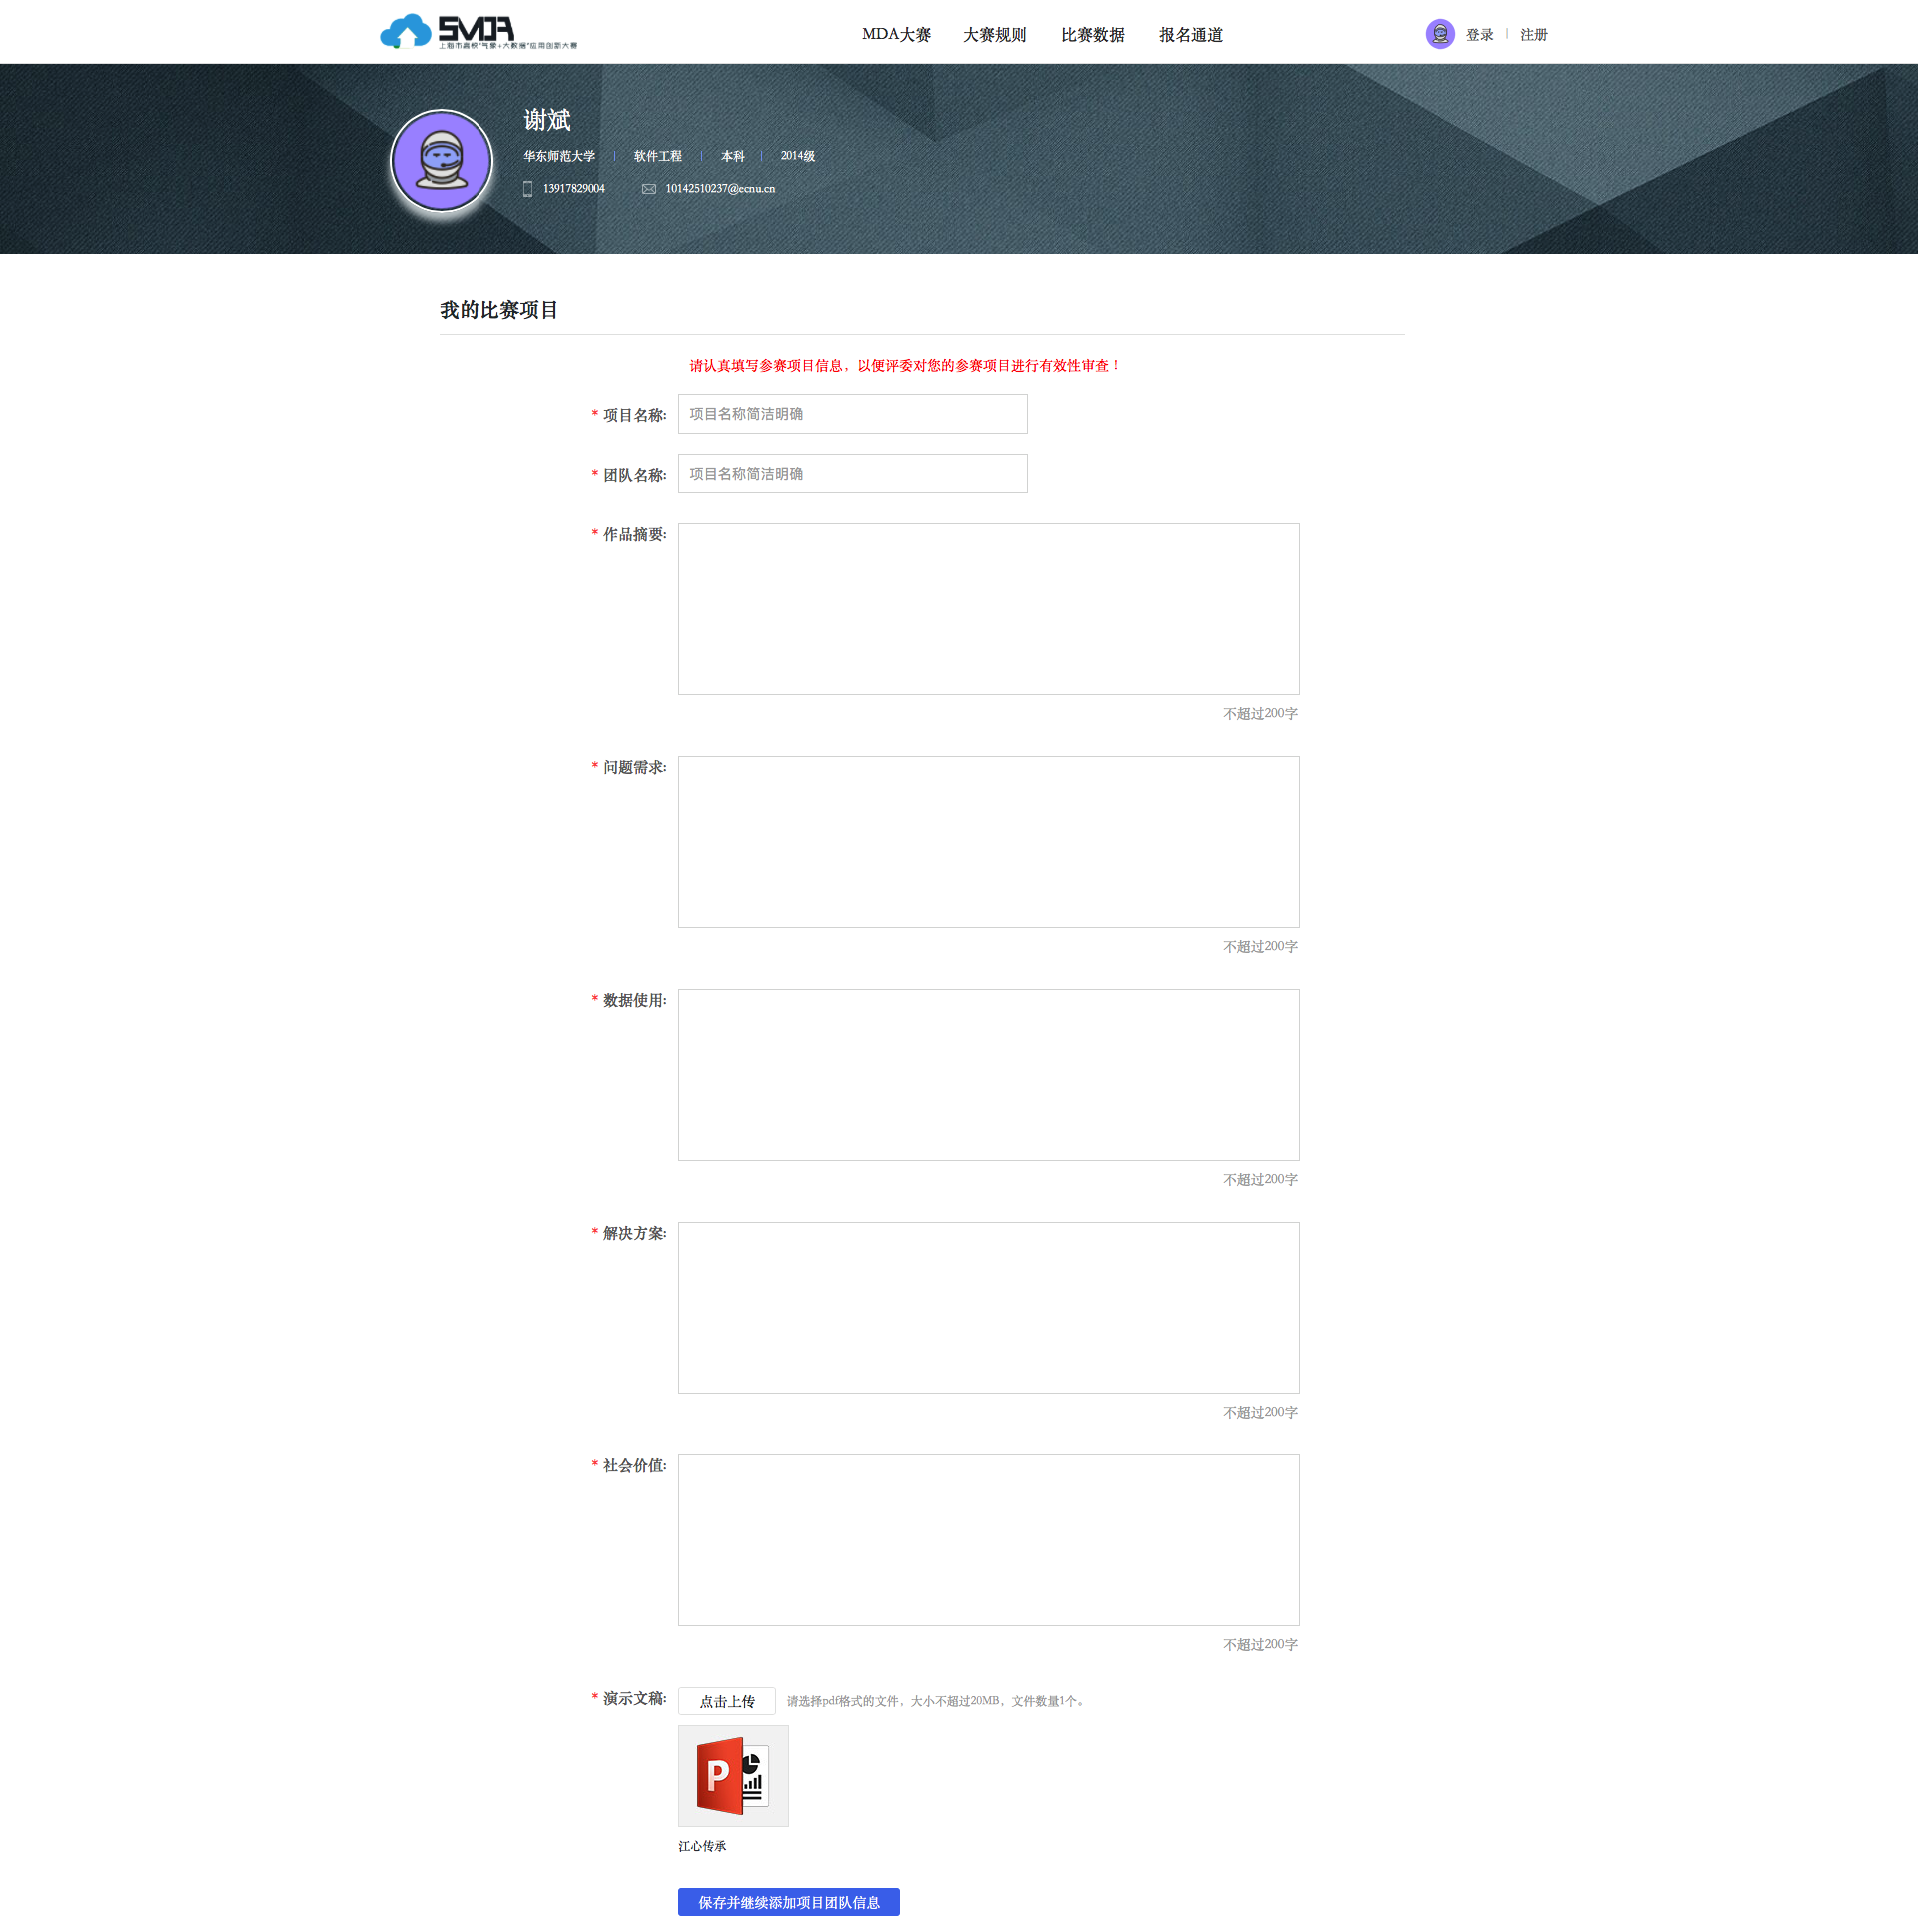 SMDA
上海市高校"气象+大数据"应用创新大赛
MDA大赛 大赛规则 比赛数据 报名通道
登录 | 注册
谢斌
华东师范大学 | 软件工程 | 本科 | 2014级
13917829004 10142510237@ecnu.cn
我的比赛项目
请认真填写参赛项目信息，以便评委对您的参赛项目进行有效性审查！
* 项目名称: 项目名称简洁明确
* 团队名称: 项目名称简洁明确
* 作品摘要:
不超过200字
* 问题需求:
不超过200字
* 数据使用:
不超过200字
* 解决方案:
不超过200字
* 社会价值:
不超过200字
* 演示文稿: 点击上传 请选择pdf格式的文件，大小不超过20MB，文件数量1个。
P
江心传承
保存并继续添加项目团队信息